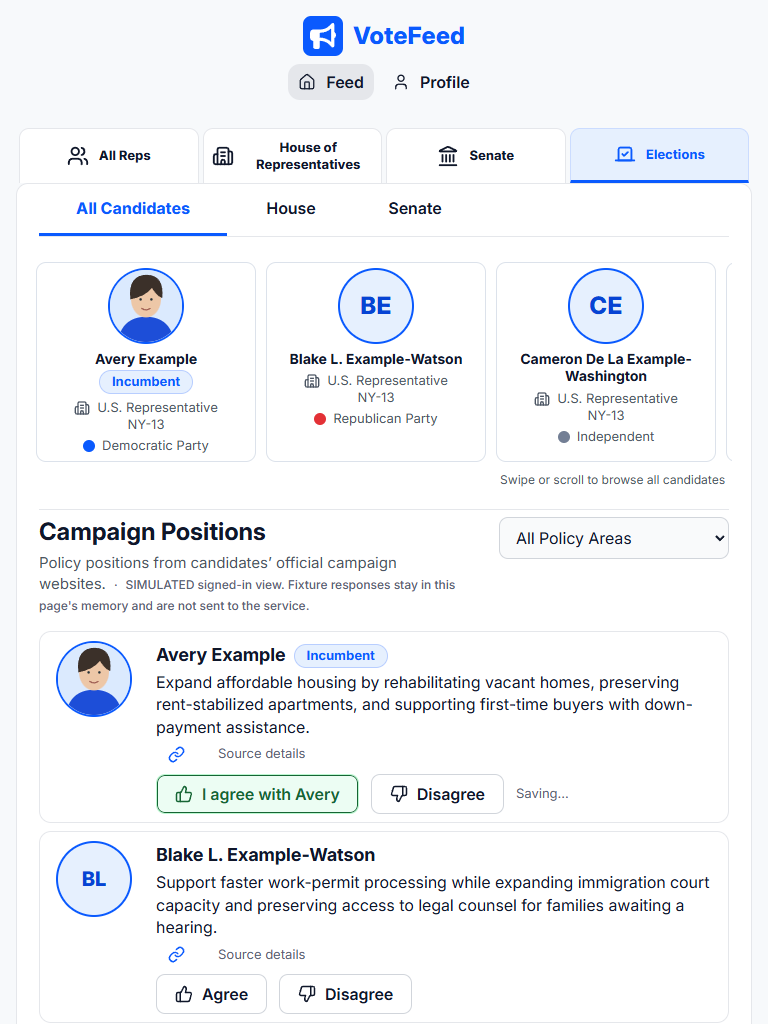 VoteFeed
Feed
Profile
All Reps
House of
Representatives
Senate
Elections
All Candidates
House
Senate
Avery Example
Incumbent
U.S. Representative
NY-13
Democratic Party
BE
Blake L. Example-Watson
U.S. Representative
NY-13
Republican Party
CE
Cameron De La Example-
Washington
U.S. Representative
NY-13
Independent
Swipe or scroll to browse all candidates
Campaign Positions
All Policy Areas
Policy positions from candidates’ official campaign
websites. · SIMULATED signed-in view. Fixture responses stay in this
page's memory and are not sent to the service.
Avery Example Incumbent
Expand affordable housing by rehabilitating vacant homes, preserving
rent-stabilized apartments, and supporting first-time buyers with down-
payment assistance.
Source details
I agree with Avery
Disagree
Saving...
BL
Blake L. Example-Watson
Support faster work-permit processing while expanding immigration court
capacity and preserving access to legal counsel for families awaiting a
hearing.
Source details
Agree
Disagree